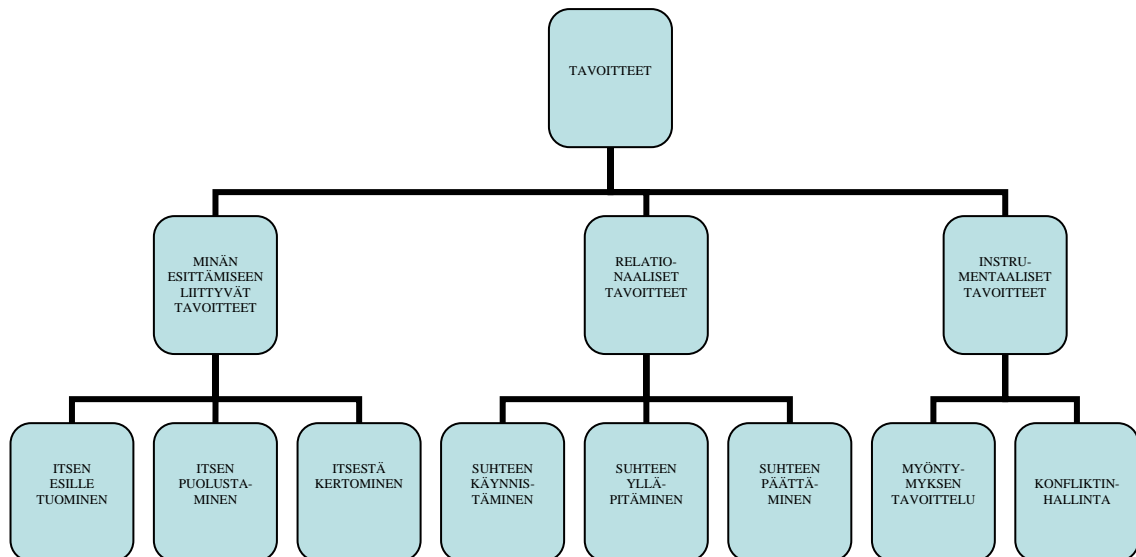 TAVOITTEET
MINÄN
ESITTÄMISEEN
LIITTYVÄT
TAVOITTEET
RELATIO-
NAALISET
TAVOITTEET
INSTRU-
MENTAALISET
TAVOITTEET
ITSEN
ESILLE
TUOMINEN
ITSEN
PUOLUSTA-
MINEN
ITSESTÄ
KERTOMINEN
SUHTEEN
KÄYNNIS-
TÄMINEN
SUHTEEN
YLLÄ-
PITÄMINEN
SUHTEEN
PÄÄTTÄ-
MINEN
MYÖNTY-
MYKSEN
TAVOITTELU
KONFLIKTIN-
HALLINTA